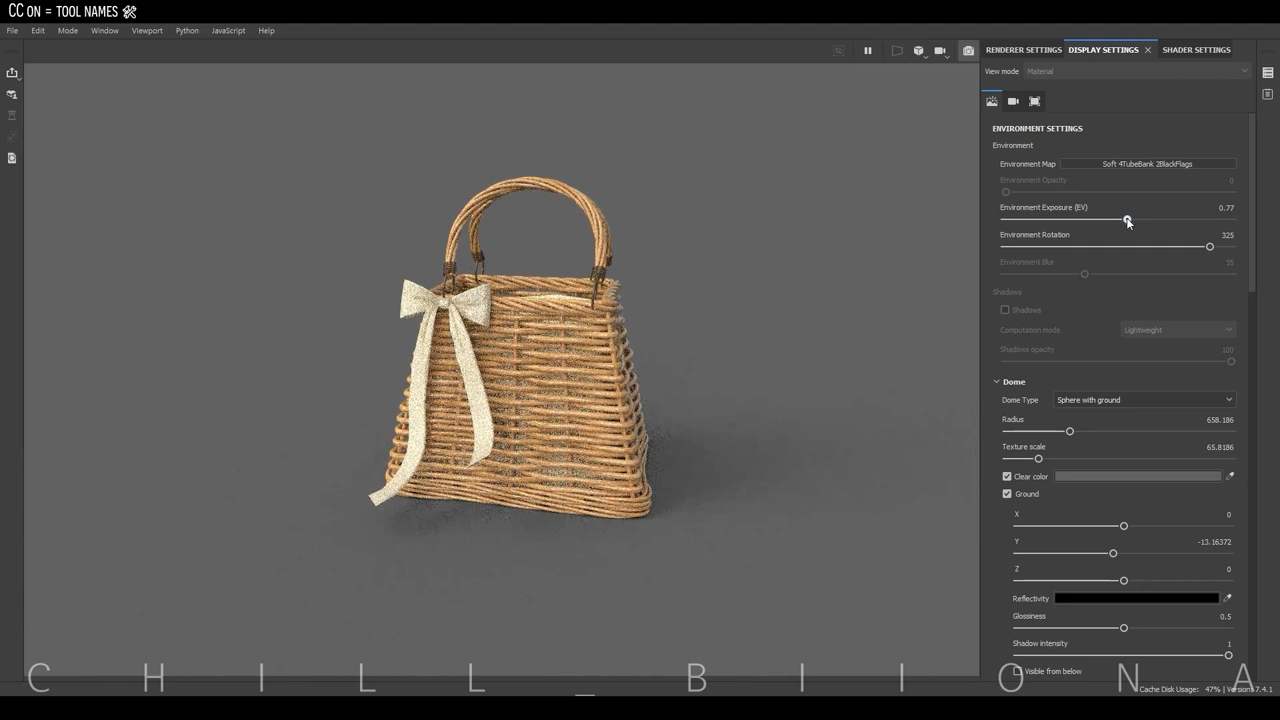 CC ON = TOOL NAMES 🛠
File Edit Mode Window Viewport Python JavaScript Help
RENDERER SETTINGS DISPLAY SETTINGS SHADER SETTINGS
View mode Material
ENVIRONMENT SETTINGS
Environment
Environment Map Soft 4TubeBank 2BlackFlags
Environment Opacity 0
Environment Exposure (EV) 0.77
Environment Rotation 325
Environment Blur 35
Shadows
Shadows
Computation mode Lightweight
Shadows opacity 100
Dome
Dome Type Sphere with ground
Radius 658.186
Texture scale 65.8186
Clear color
Ground
X 0
Y -13.16372
Z 0
Reflectivity
Glossiness 0.5
Shadow intensity 1
Visible from below
CHILL_BIIONA
Cache Disk Usage: 47% |